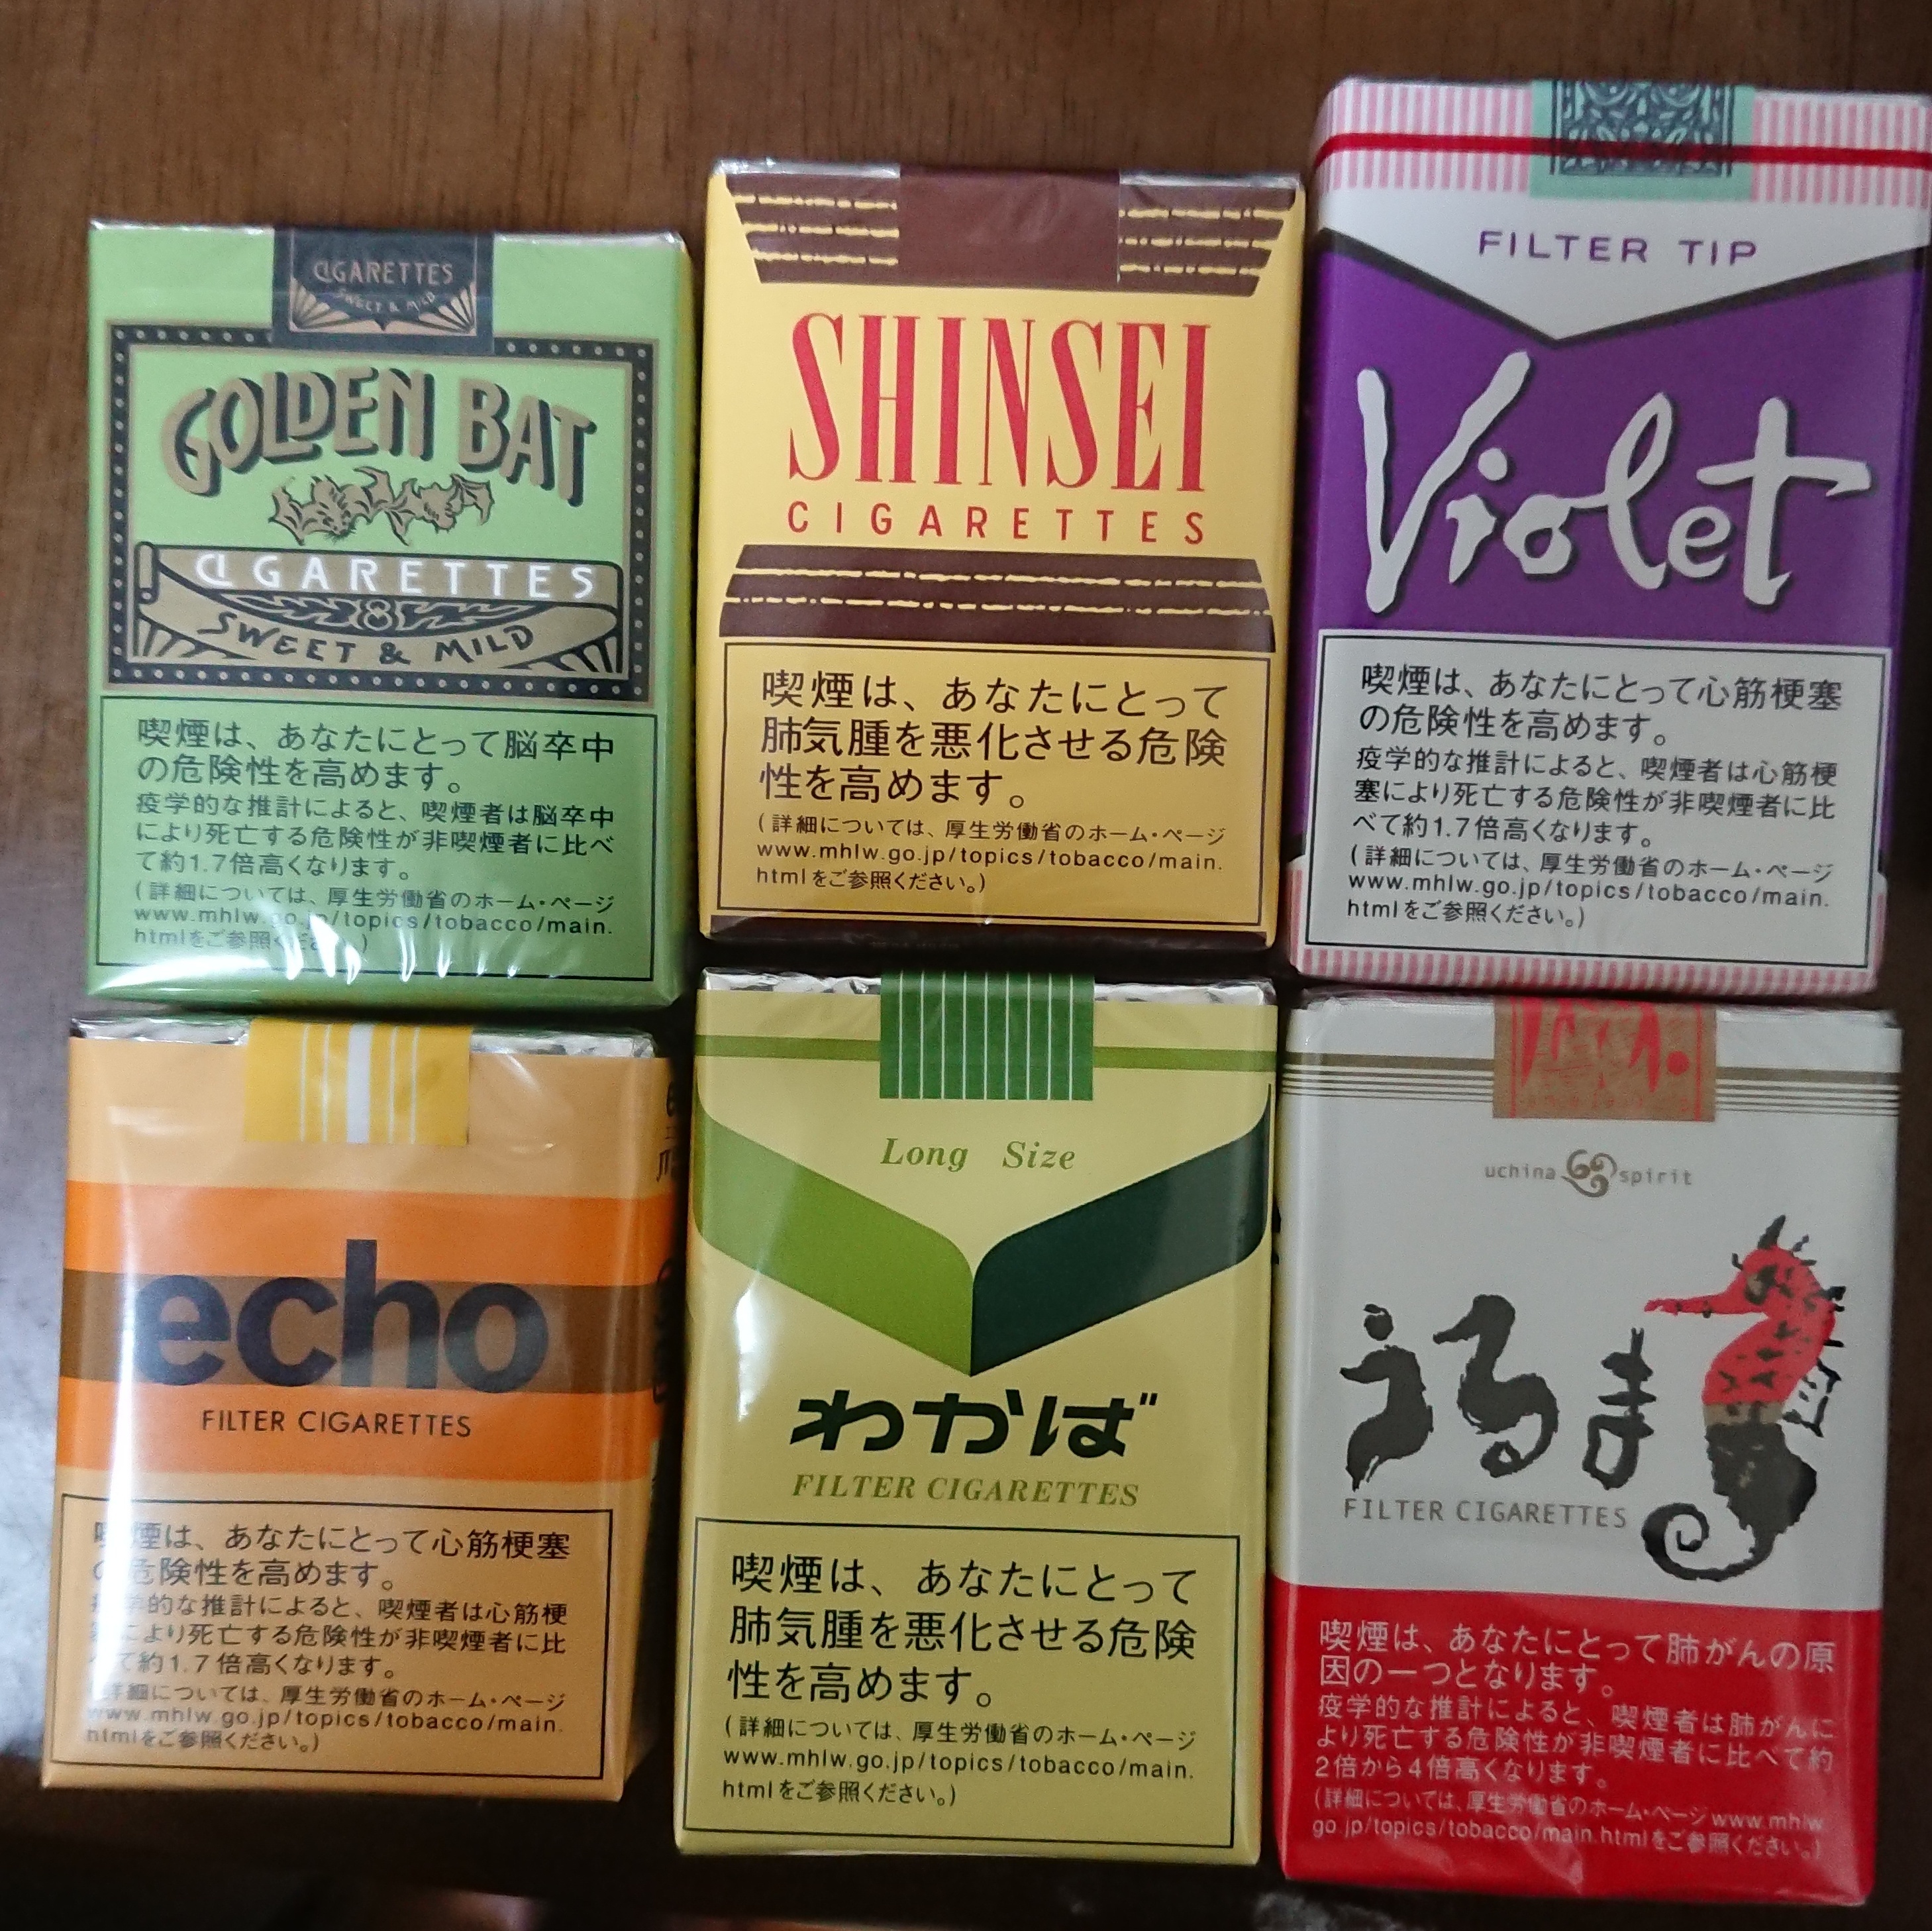 CIGARETTES
SWEET & MILD
GOLDEN BAT
CIGARETTES
SWEET & MILD
喫煙は、あなたにとって脳卒中
の危険性を高めます。
疫学的な推計によると、喫煙者は脳卒中
により死亡する危険性が非喫煙者に比べ
て約1.7倍高くなります。
(詳細については、厚生労働省のホーム・ページ
www.mhlw.go.jp/topics/tobacco/main.
htmlをご参照ください。)
SHINSEI
CIGARETTES
喫煙は、あなたにとって
肺気腫を悪化させる危険
性を高めます。
(詳細については、厚生労働省のホーム・ページ
www.mhlw.go.jp/topics/tobacco/main.
htmlをご参照ください。)
FILTER TIP
Violet
喫煙は、あなたにとって心筋梗塞
の危険性を高めます。
疫学的な推計によると、喫煙者は心筋梗
塞により死亡する危険性が非喫煙者に比
べて約1.7倍高くなります。
(詳細については、厚生労働省のホーム・ページ
www.mhlw.go.jp/topics/tobacco/main.
htmlをご参照ください。)
echo
FILTER CIGARETTES
喫煙は、あなたにとって心筋梗塞
の危険性を高めます。
疫学的な推計によると、喫煙者は心筋梗
塞により死亡する危険性が非喫煙者に比
べて約1.7倍高くなります。
(詳細については、厚生労働省のホーム・ページ
www.mhlw.go.jp/topics/tobacco/main.
htmlをご参照ください。)
Long Size
わかば
FILTER CIGARETTES
喫煙は、あなたにとって
肺気腫を悪化させる危険
性を高めます。
(詳細については、厚生労働省のホーム・ページ
www.mhlw.go.jp/topics/tobacco/main.
htmlをご参照ください。)
uchina spirit
うるま
FILTER CIGARETTES
喫煙は、あなたにとって肺がんの原
因の一つとなります。
疫学的な推計によると、喫煙者は肺がんに
より死亡する危険性が非喫煙者に比べて約
2倍から4倍高くなります。
(詳細については、厚生労働省のホーム・ページwww.mhlw.
go.jp/topics/tobacco/main.htmlをご参照ください。)